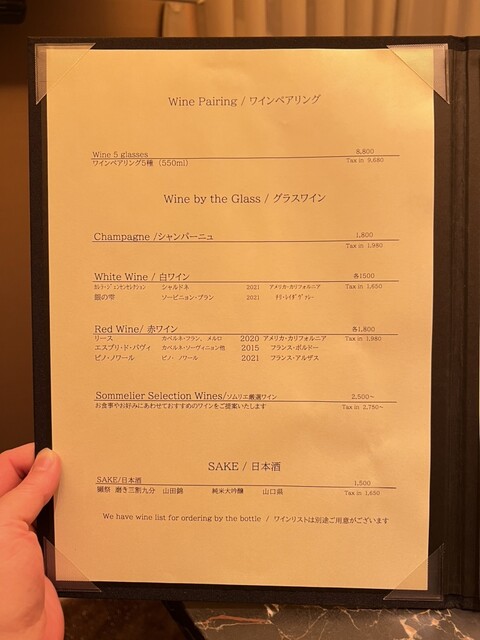 Wine Pairing / ワインペアリング
Wine 5 glasses 8,800
ワインペアリング5種 (550ml) Tax in 9,680
Wine by the Glass / グラスワイン
Champagne /シャンパーニュ 1,800
Tax in 1,980
White Wine / 白ワイン 各1500
シャルドネ 2021 アメリカ・カリフォルニア Tax in 1,650
銀の雫 ソービニョン・ブラン 2021
Red Wine/ 赤ワイン 各1,800
リース カベルネ・フラン、メルロ 2020 アメリカ・カリフォルニア Tax in 1,980
エスプリ・ド・パヴィ カベルネ・ソーヴィニョン他 2015 フランス・ボルドー
ピノ・ノワール ピノ・ノワール 2021 フランス・アルザス
Sommelier Selection Wines/ソムリエ厳選ワイン 2,500~
お食事やお好みにあわせておすすめのワインをご提案いたします Tax in 2,750~
SAKE / 日本酒
SAKE/日本酒 1,500
獺祭 磨き三割九分 山田錦 純米大吟醸 山口県 Tax in 1,650
We have wine list for ordering by the bottle / ワインリストは別途ご用意がございます